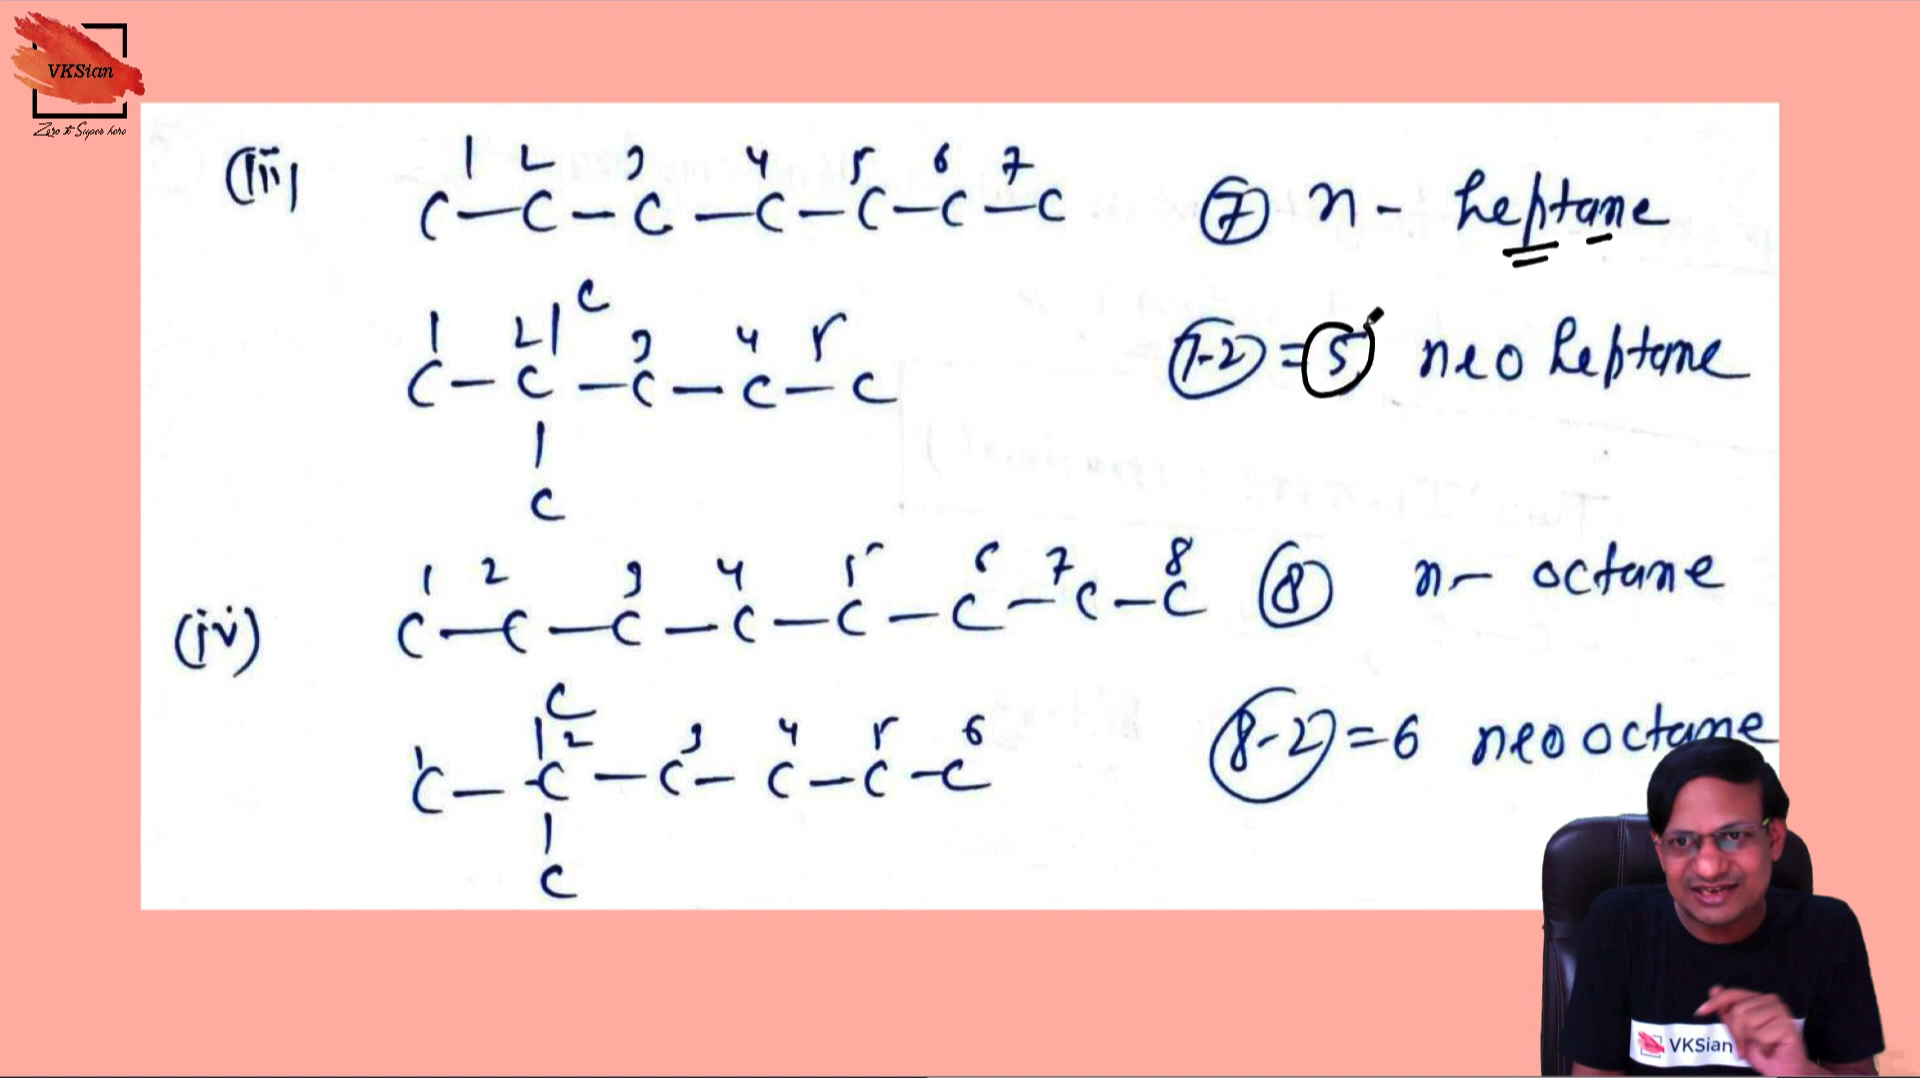 VKSian
Zero to Super hero
(iii) 1 2 3 4 5 6 7
C—C—C—C—C—C—C (7) n- heptane
C
1 2 3 4 5
C—C—C—C—C (7-2) = 5 neo heptane
C
1 2 3 4 5 6 7 8
(iv) C—C—C—C—C—C—C—C (8) n- octane
C
1 2 3 4 5 6
C—C—C—C—C—C (8-2) = 6 neo octane
C
VKSian